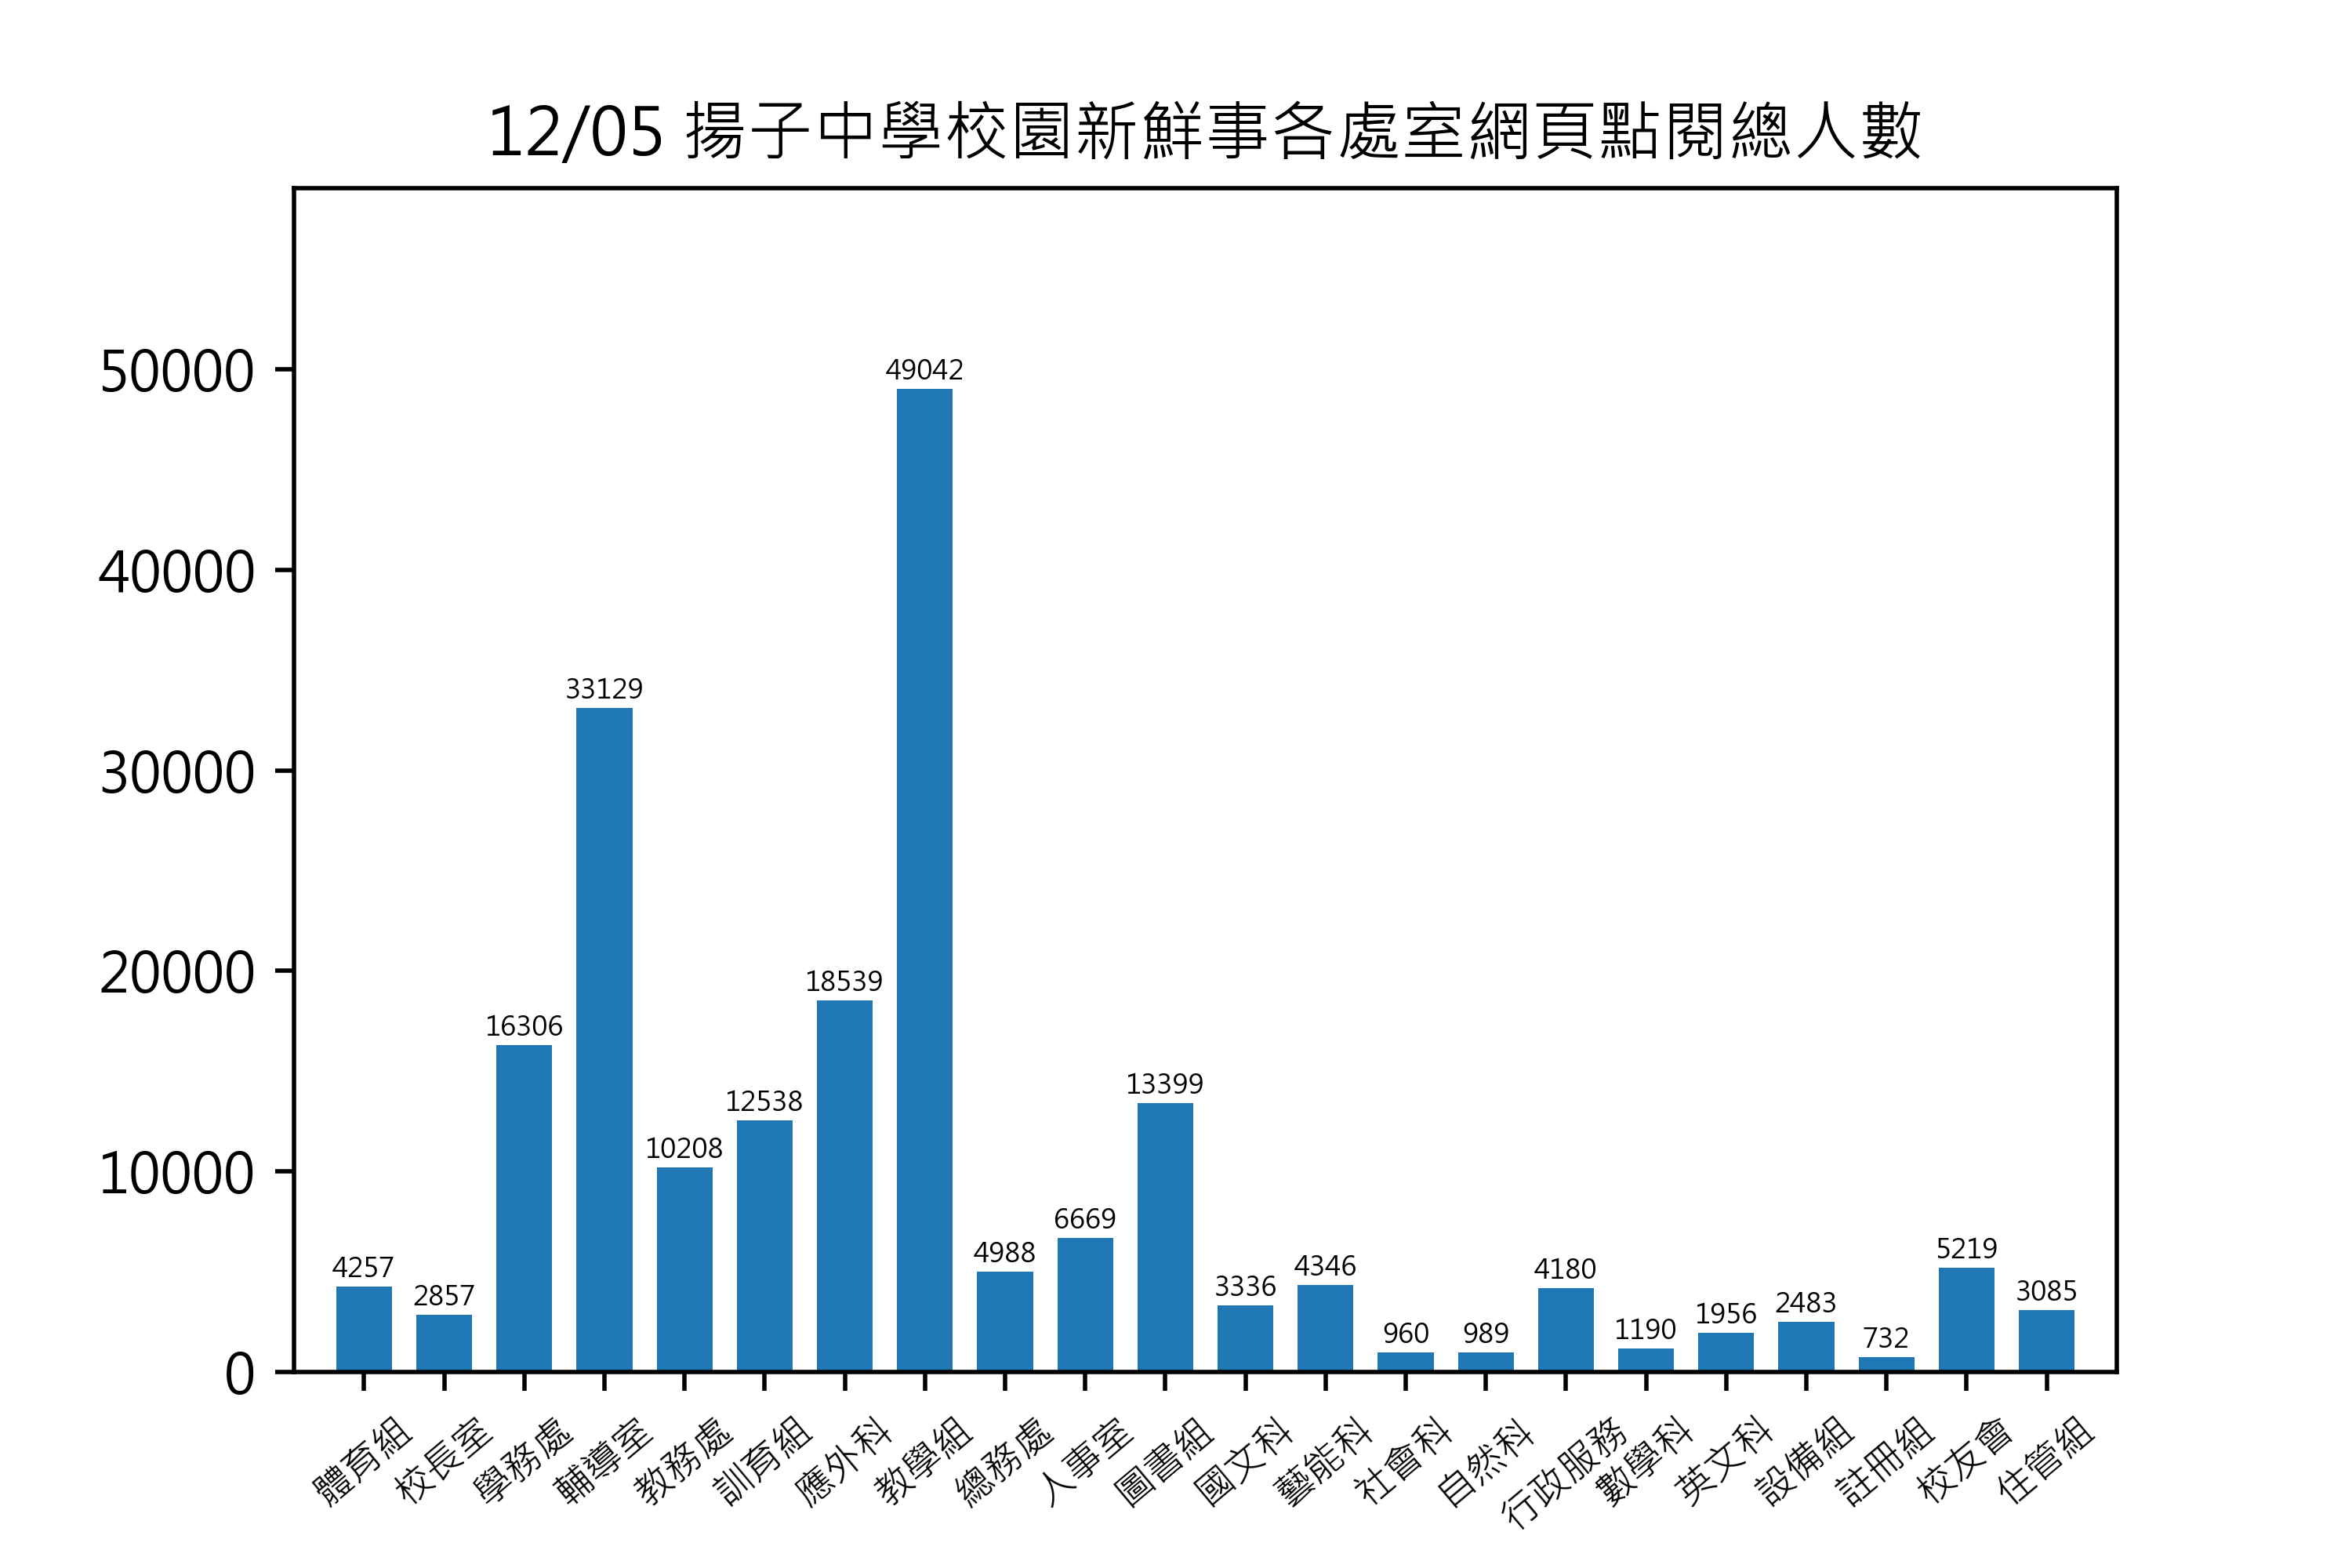 12/05 揚子中學校園新鮮事各處室網頁點閱總人數
50000
40000
30000
20000
10000
0
4257
2857
16306
33129
10208
12538
18539
49042
4988
6669
13399
3336
4346
960
989
4180
1190
1956
2483
732
5219
3085
體育組
校長室
學務處
輔導室
教務處
訓育組
應外科
教學組
總務處
人事室
圖書組
國文科
藝能科
社會科
自然科
行政服務
數學科
英文科
設備組
註冊組
校友會
住管組